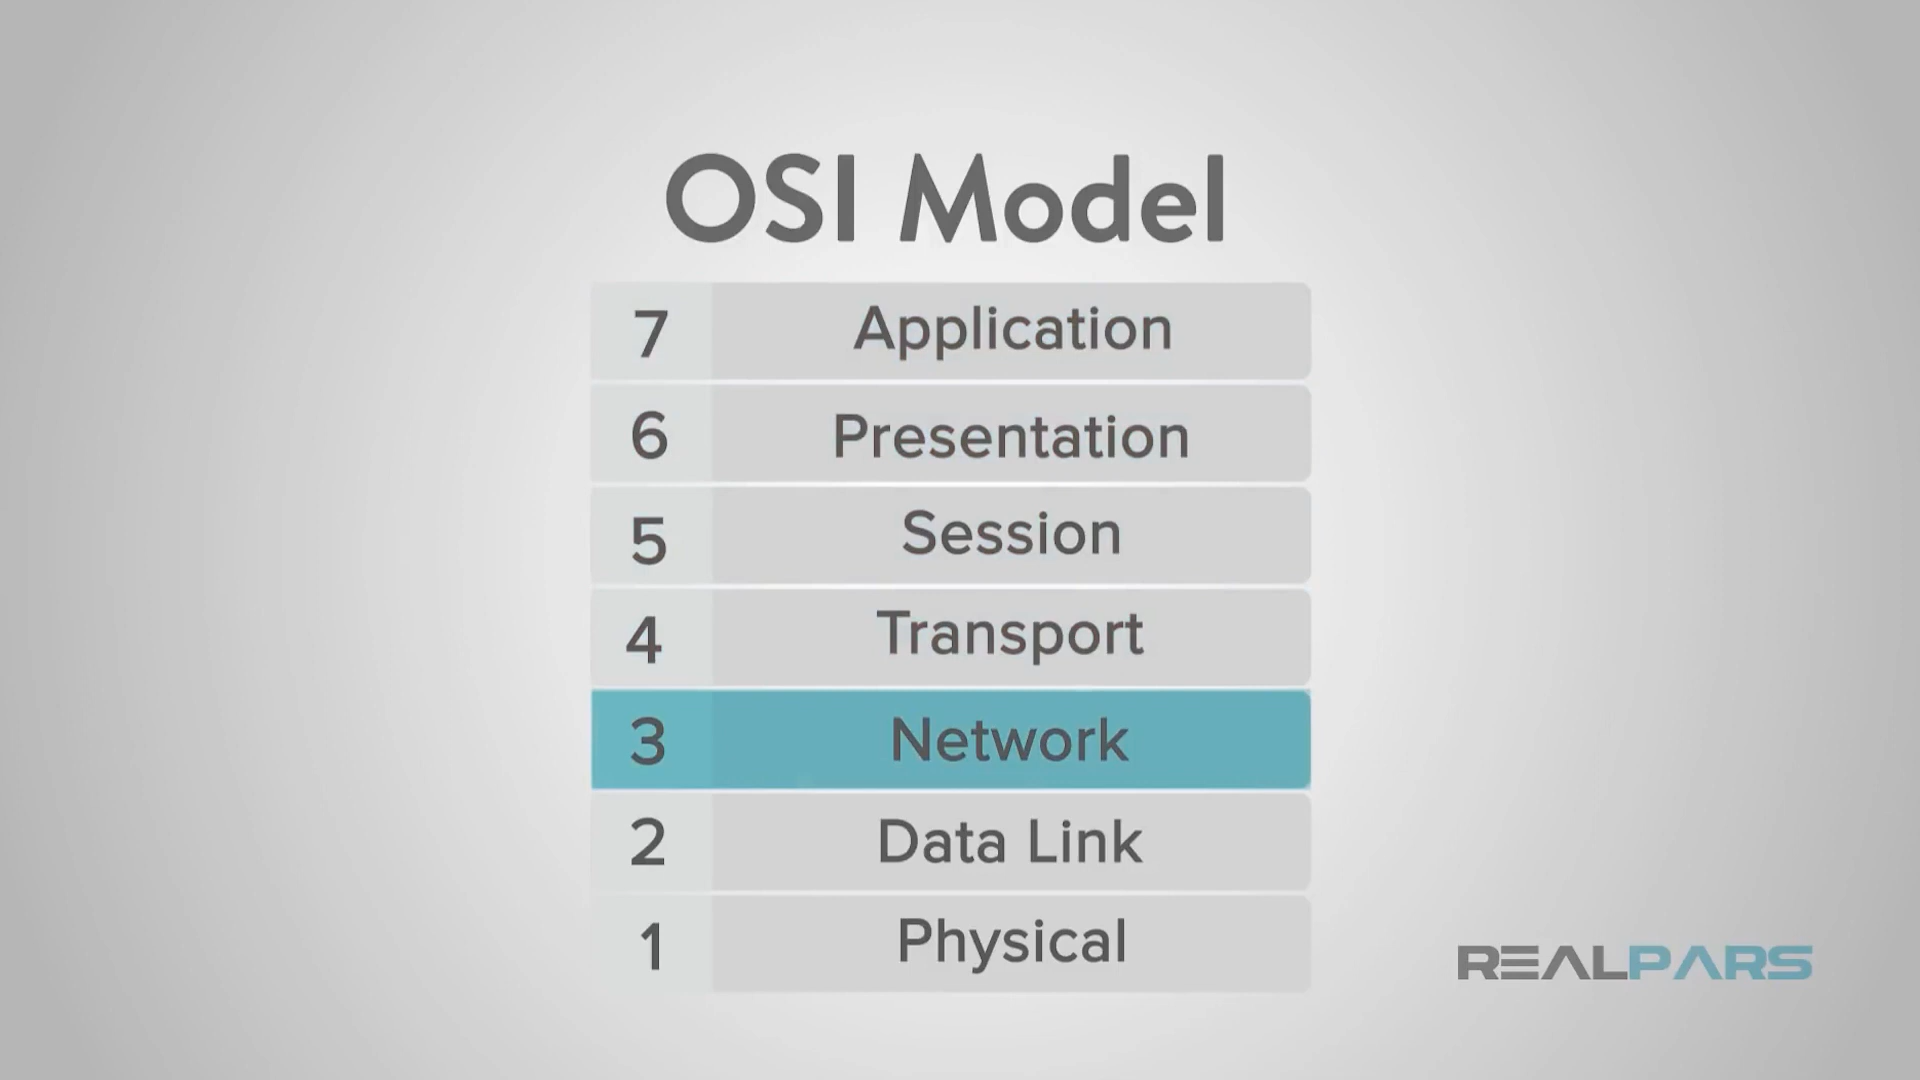 OSI Model
7 Application
6 Presentation
5 Session
4 Transport
3 Network
2 Data Link
1 Physical
REALPARS